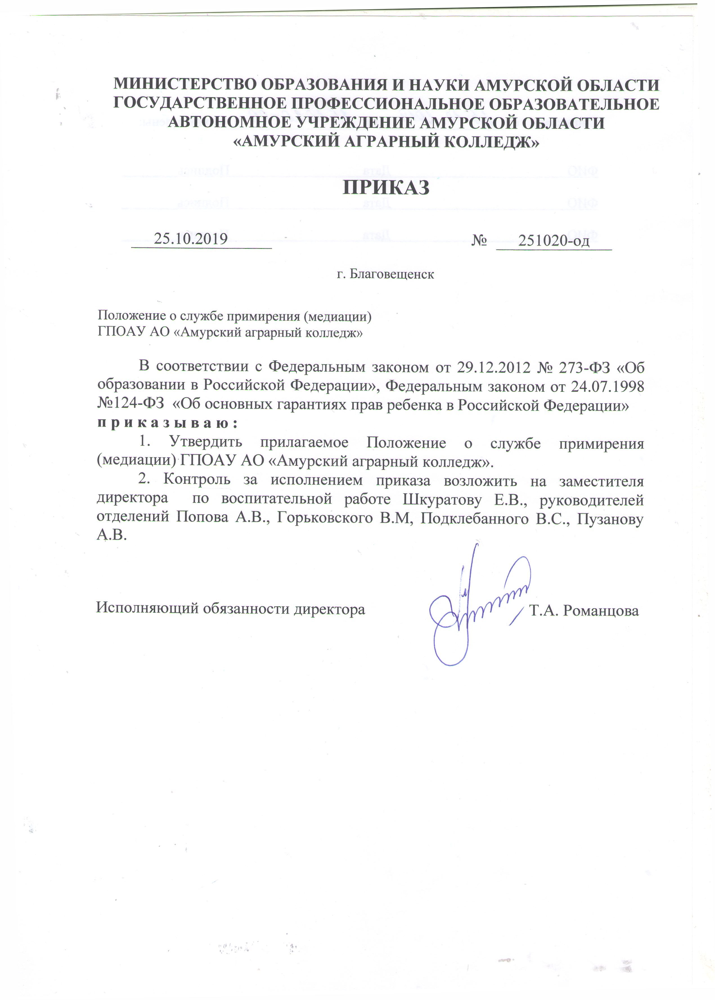 МИНИСТЕРСТВО ОБРАЗОВАНИЯ И НАУКИ АМУРСКОЙ ОБЛАСТИ
ГОСУДАРСТВЕННОЕ ПРОФЕССИОНАЛЬНОЕ ОБРАЗОВАТЕЛЬНОЕ
АВТОНОМНОЕ УЧРЕЖДЕНИЕ АМУРСКОЙ ОБЛАСТИ
«АМУРСКИЙ АГРАРНЫЙ КОЛЛЕДЖ»
ПРИКАЗ
25.10.2019 № 251020-од
г. Благовещенск
Положение о службе примирения (медиации)
ГПОАУ АО «Амурский аграрный колледж»
В соответствии с Федеральным законом от 29.12.2012 № 273-ФЗ «Об
образовании в Российской Федерации», Федеральным законом от 24.07.1998
№124-ФЗ «Об основных гарантиях прав ребенка в Российской Федерации»
п р и к а з ы в а ю :
1. Утвердить прилагаемое Положение о службе примирения
(медиации) ГПОАУ АО «Амурский аграрный колледж».
2. Контроль за исполнением приказа возложить на заместителя
директора по воспитательной работе Шкуратову Е.В., руководителей
отделений Попова А.В., Горьковского В.М, Подклебанного В.С., Пузанову
А.В.
Исполняющий обязанности директора Т.А. Романцова